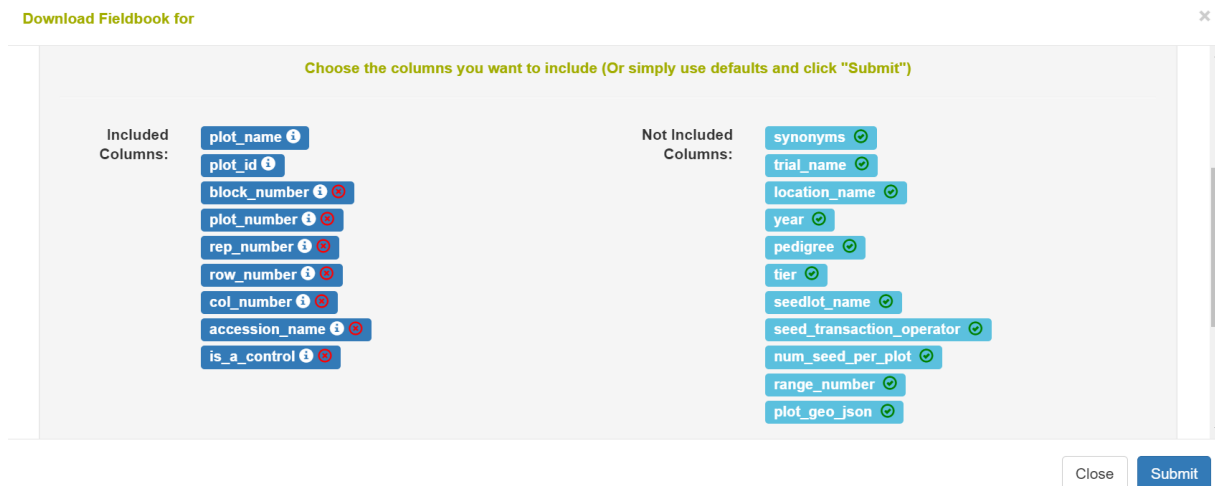 Download Fieldbook for
×
Choose the columns you want to include (Or simply use defaults and click "Submit")
Included
Columns:
plot_name
plot_id
block_number
plot_number
rep_number
row_number
col_number
accession_name
is_a_control
Not Included
Columns:
synonyms
trial_name
location_name
year
pedigree
tier
seedlot_name
seed_transaction_operator
num_seed_per_plot
range_number
plot_geo_json
Close
Submit